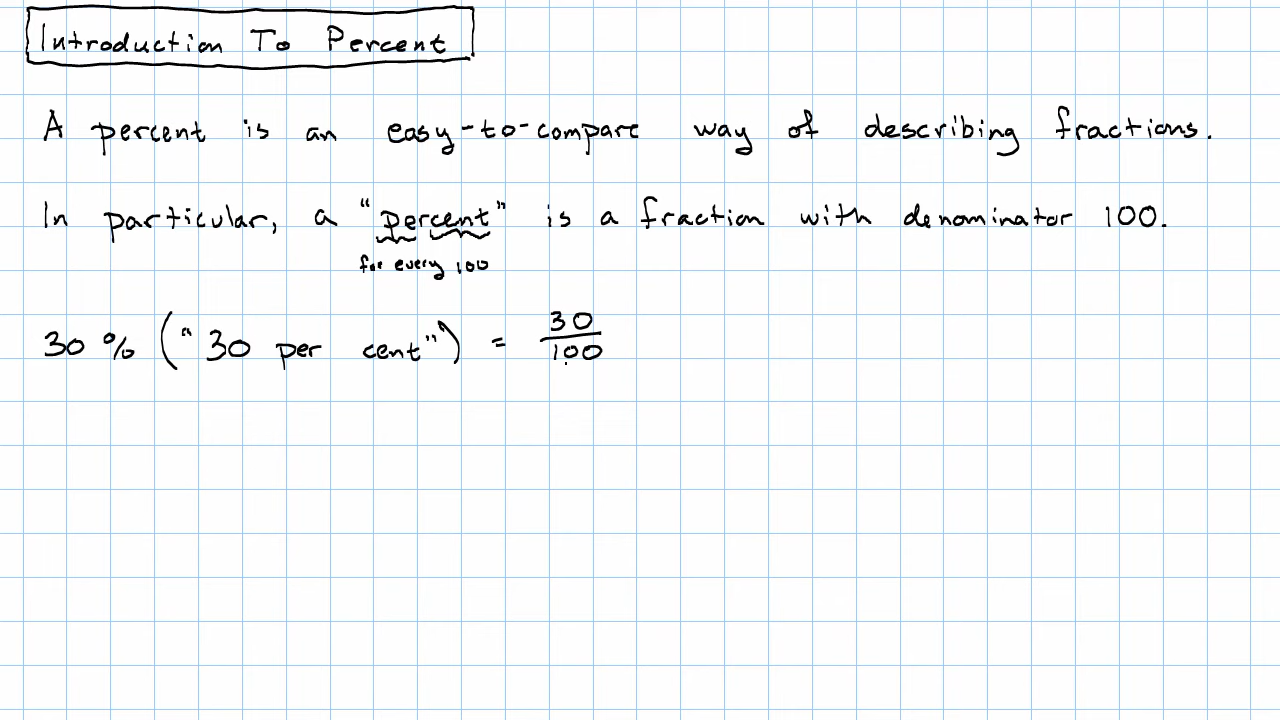 Introduction To Percent
A percent is an easy-to-compare way of describing fractions.
In particular, a "percent" is a fraction with denominator 100.
for every 100
30% ("30 per cent") = 30/100